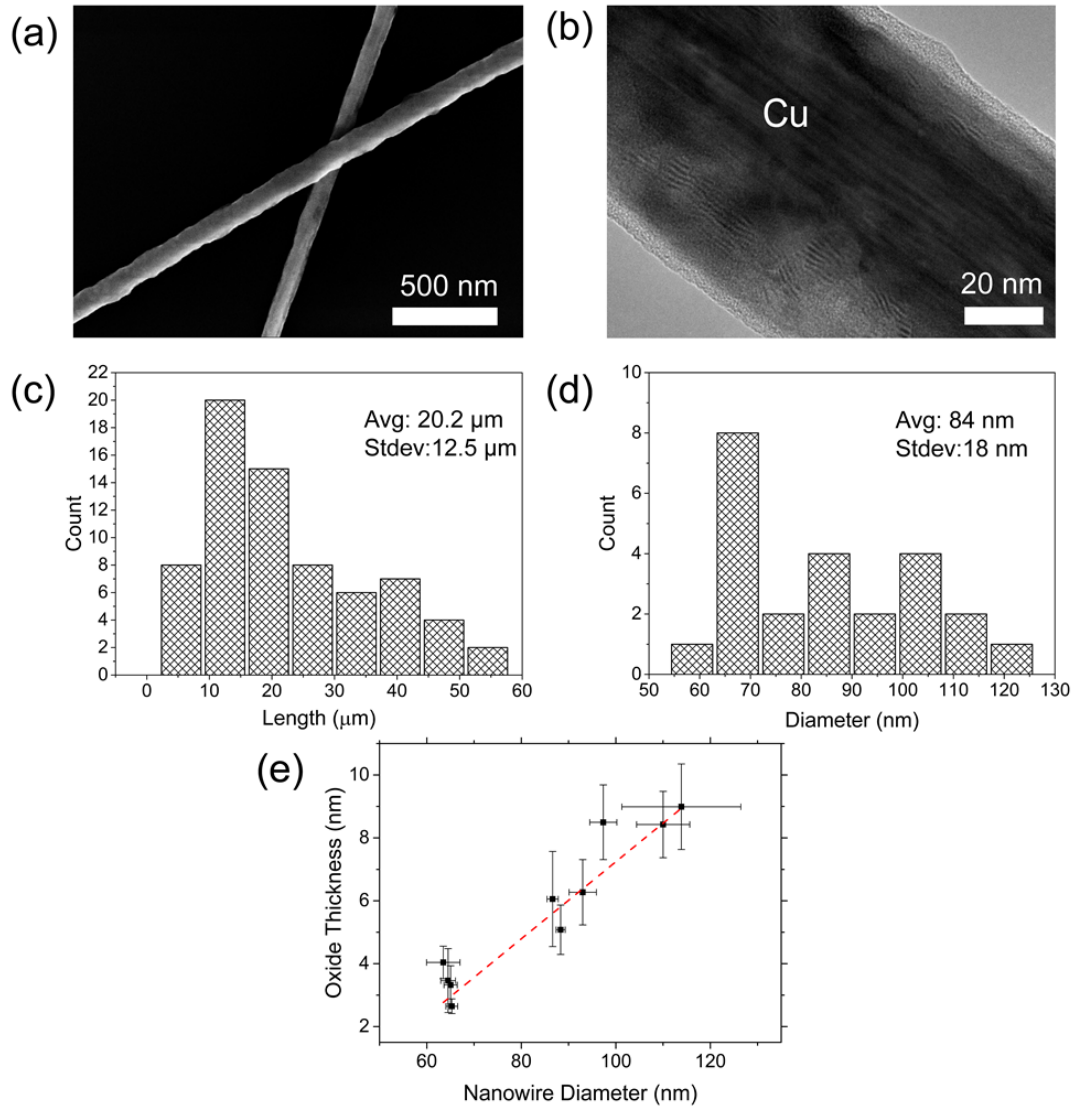 (a)
500 nm
(b)
Cu
20 nm
(c)
22
20
18
16
14
12
10
8
6
4
2
0
Count
Avg: 20.2 µm
Stdev:12.5 µm
0 10 20 30 40 50 60
Length (µm)
(d)
10
8
6
4
2
0
Count
Avg: 84 nm
Stdev:18 nm
50 60 70 80 90 100 110 120 130
Diameter (nm)
(e)
10
8
6
4
2
Oxide Thickness (nm)
60 80 100 120
Nanowire Diameter (nm)